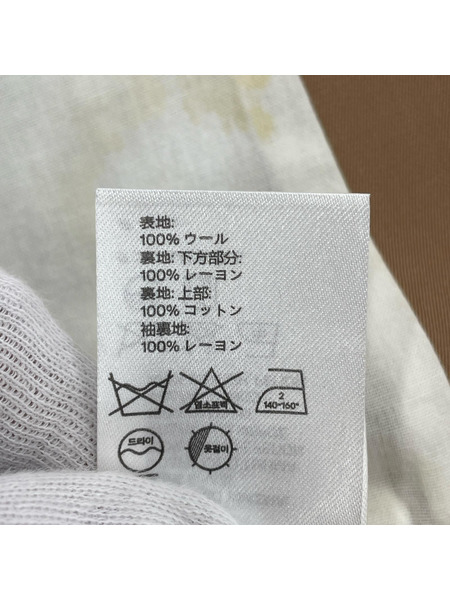 表地:
100% ウール
裏地: 下方部分:
100% レーヨン
裏地: 上部:
100% コットン
袖裏地:
100% レーヨン
염소표백
2
140~160°
드라이
옷걸이